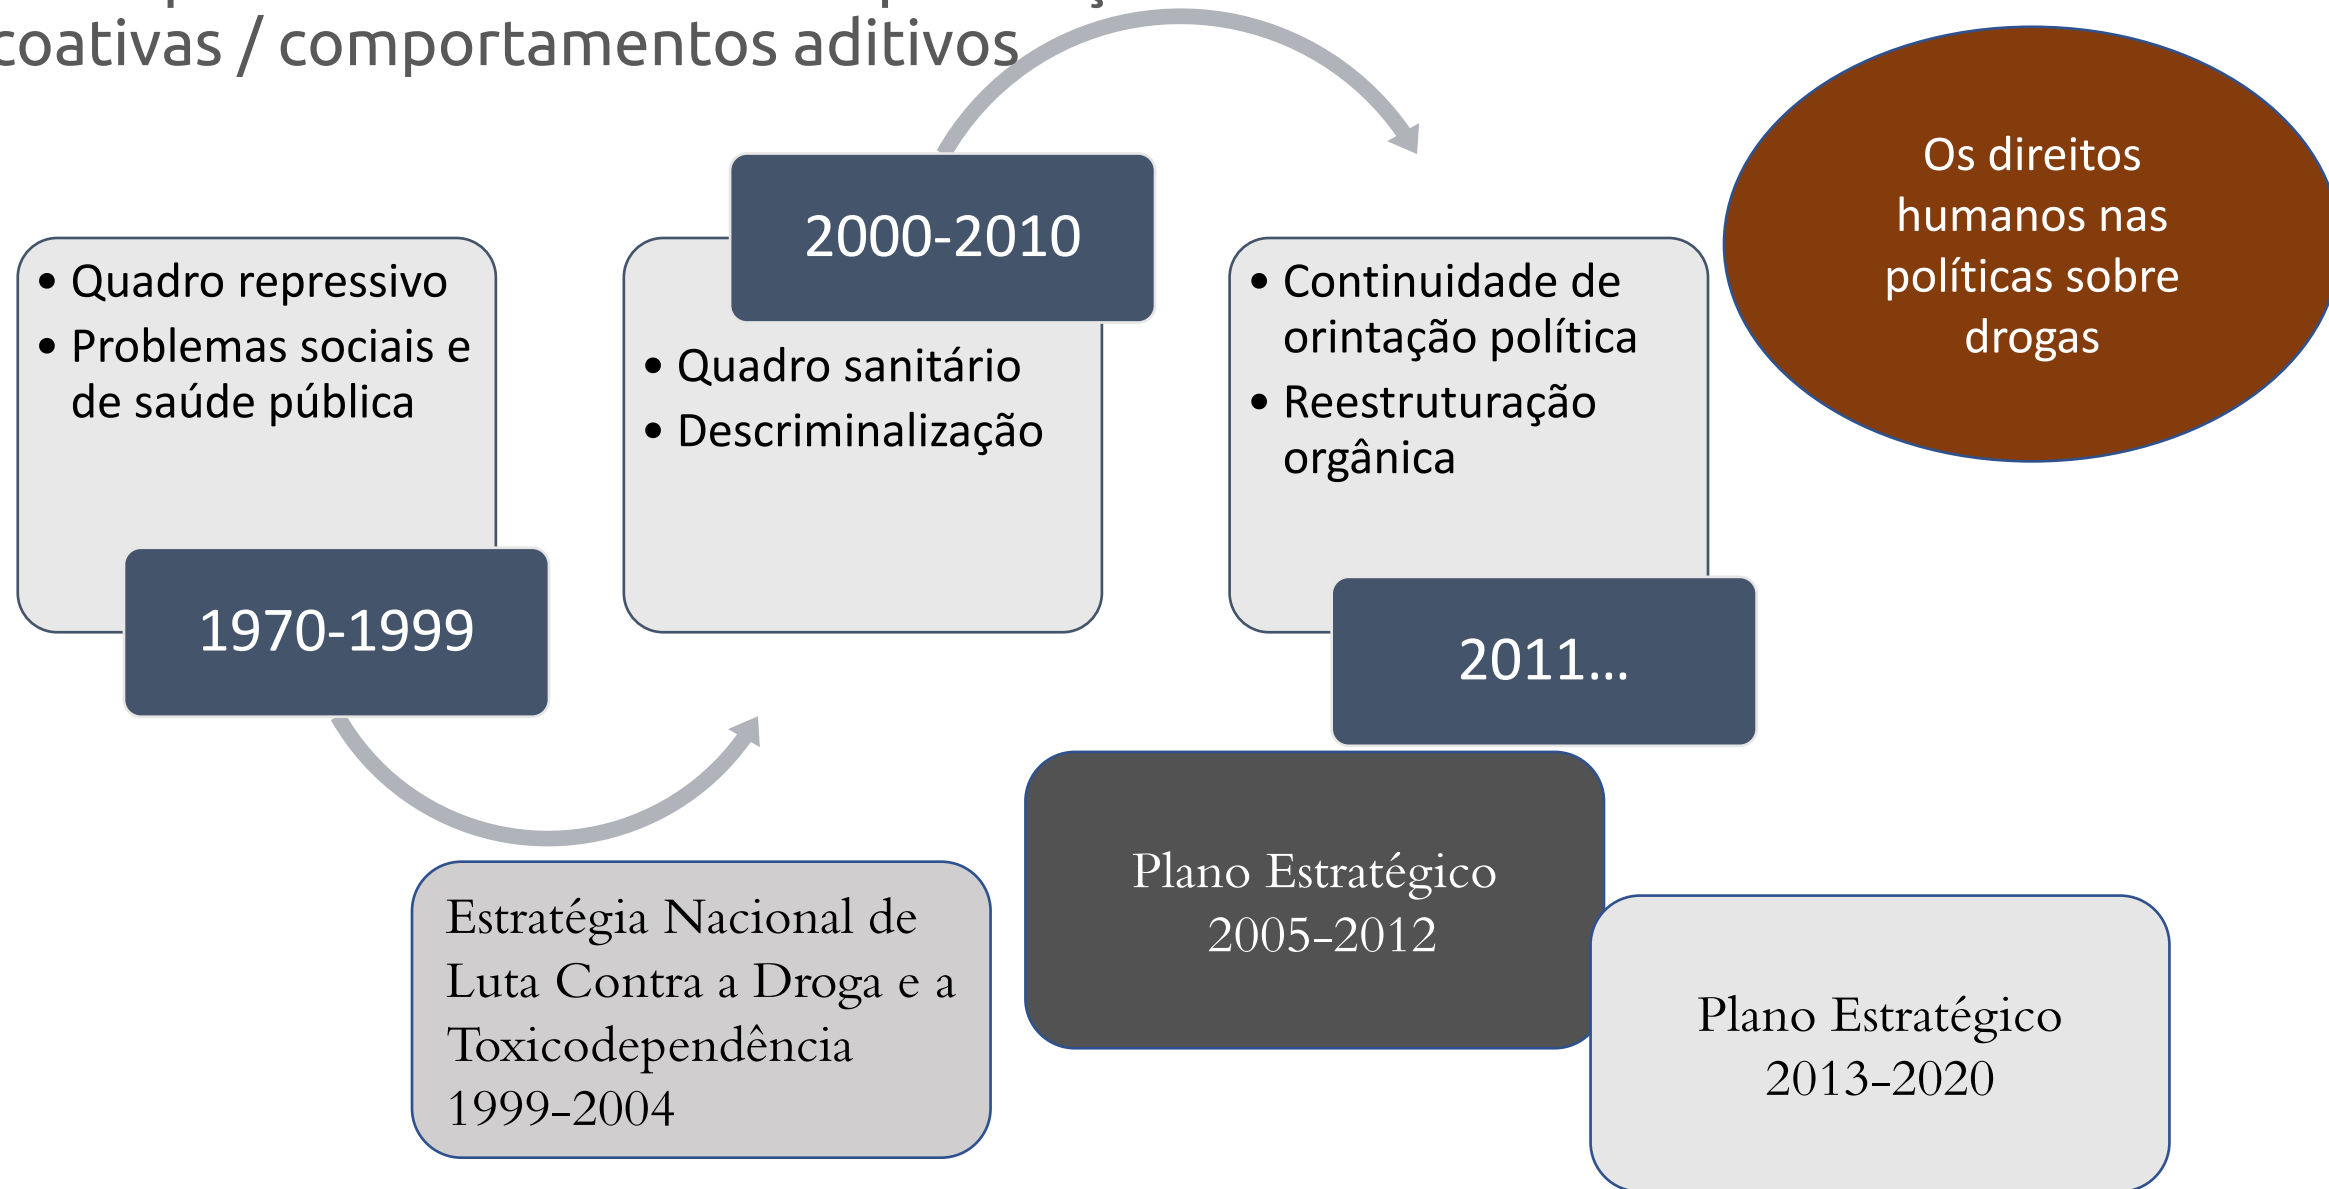 coativas / comportamentos aditivos
• Quadro repressivo
• Problemas sociais e
de saúde pública
1970-1999
2000-2010
• Quadro sanitário
• Descriminalização
• Continuidade de
orintação política
• Reestruturação
orgânica
2011...
Os direitos
humanos nas
políticas sobre
drogas
Estratégia Nacional de
Luta Contra a Droga e a
Toxicodependência
1999-2004
Plano Estratégico
2005-2012
Plano Estratégico
2013-2020